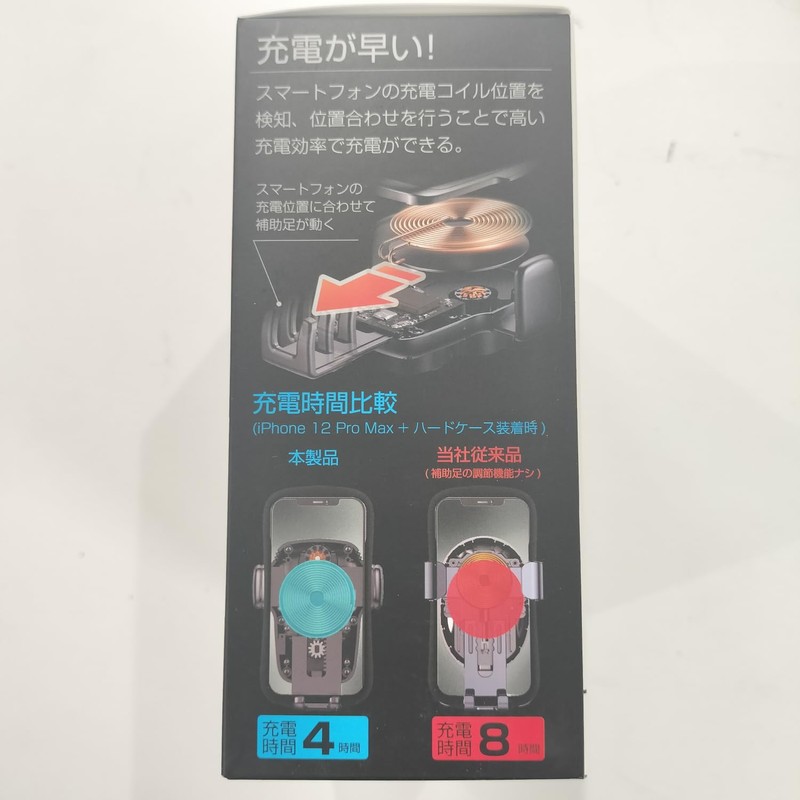 充電が早い!
スマートフォンの充電コイル位置を
検知、位置合わせを行うことで高い
充電効率で充電ができる。
スマートフォンの
充電位置に合わせて
補助足が動く
充電時間比較
(iPhone 12 Pro Max + ハードケース装着時)
本製品
当社従来品
(補助足の調節機能ナシ)
充電
時間 4 時間
充電
時間 8 時間